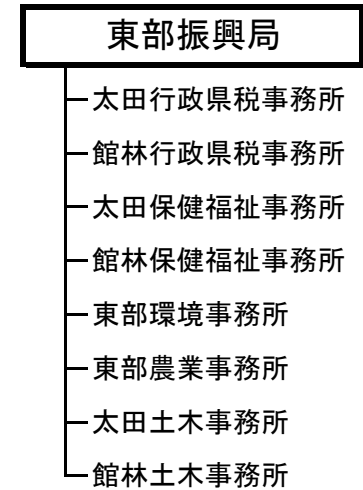 東部振興局
太田行政県税事務所
館林行政県税事務所
太田保健福祉事務所
館林保健福祉事務所
東部環境事務所
東部農業事務所
太田土木事務所
館林土木事務所